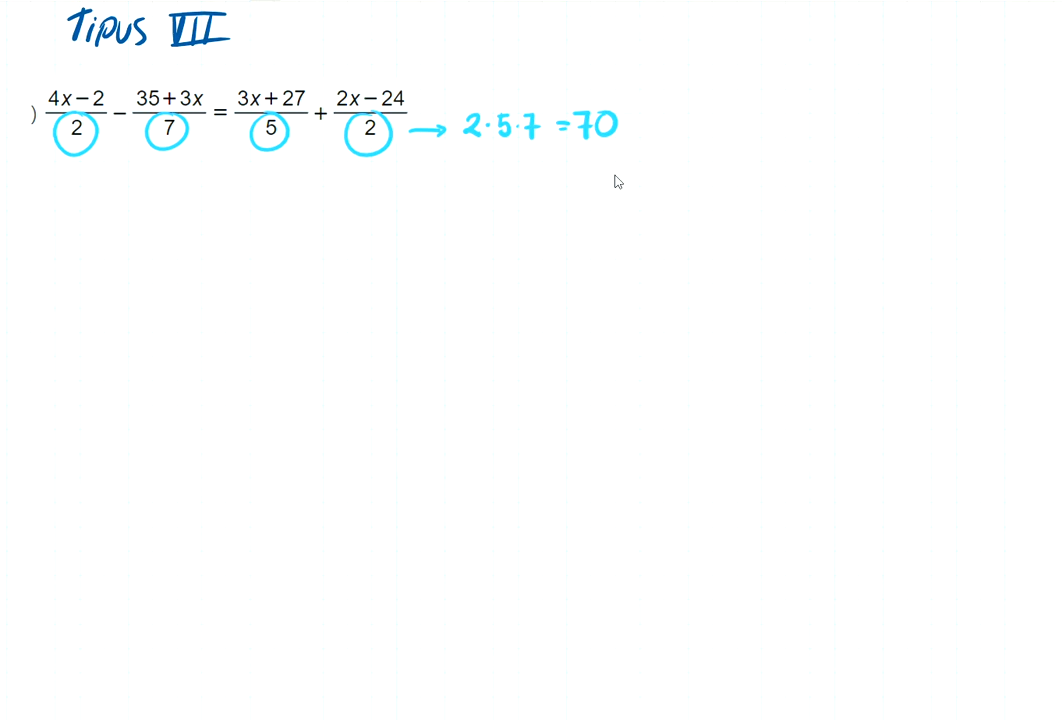 Tipus VII
) (4x−2)/2 − (35+3x)/7 = (3x+27)/5 + (2x−24)/2 → 2·5·7 =70